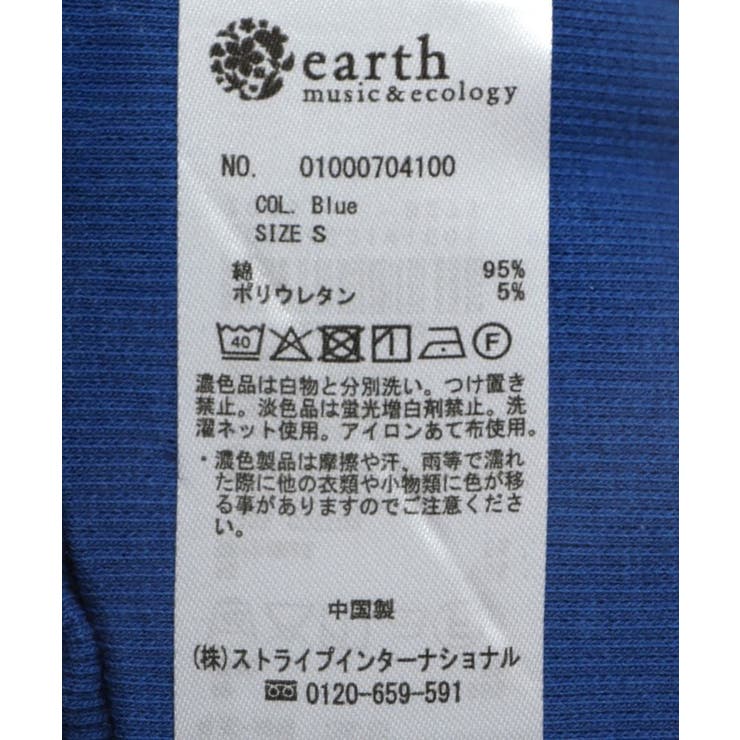 earth
music&ecology
NO. 01000704100
COL. Blue
SIZE S
綿 95%
ポリウレタン 5%
40 F
濃色品は白物と分別洗い。つけ置き
禁止。淡色品は蛍光増白剤禁止。洗
濯ネット使用。アイロンあて布使用。
・濃色製品は摩擦や汗、雨等で濡れ
た際に他の衣類や小物類に色が移
る事がありますのでご注意くださ
い。
中国製
(株)ストライプインターナショナル
0120-659-591